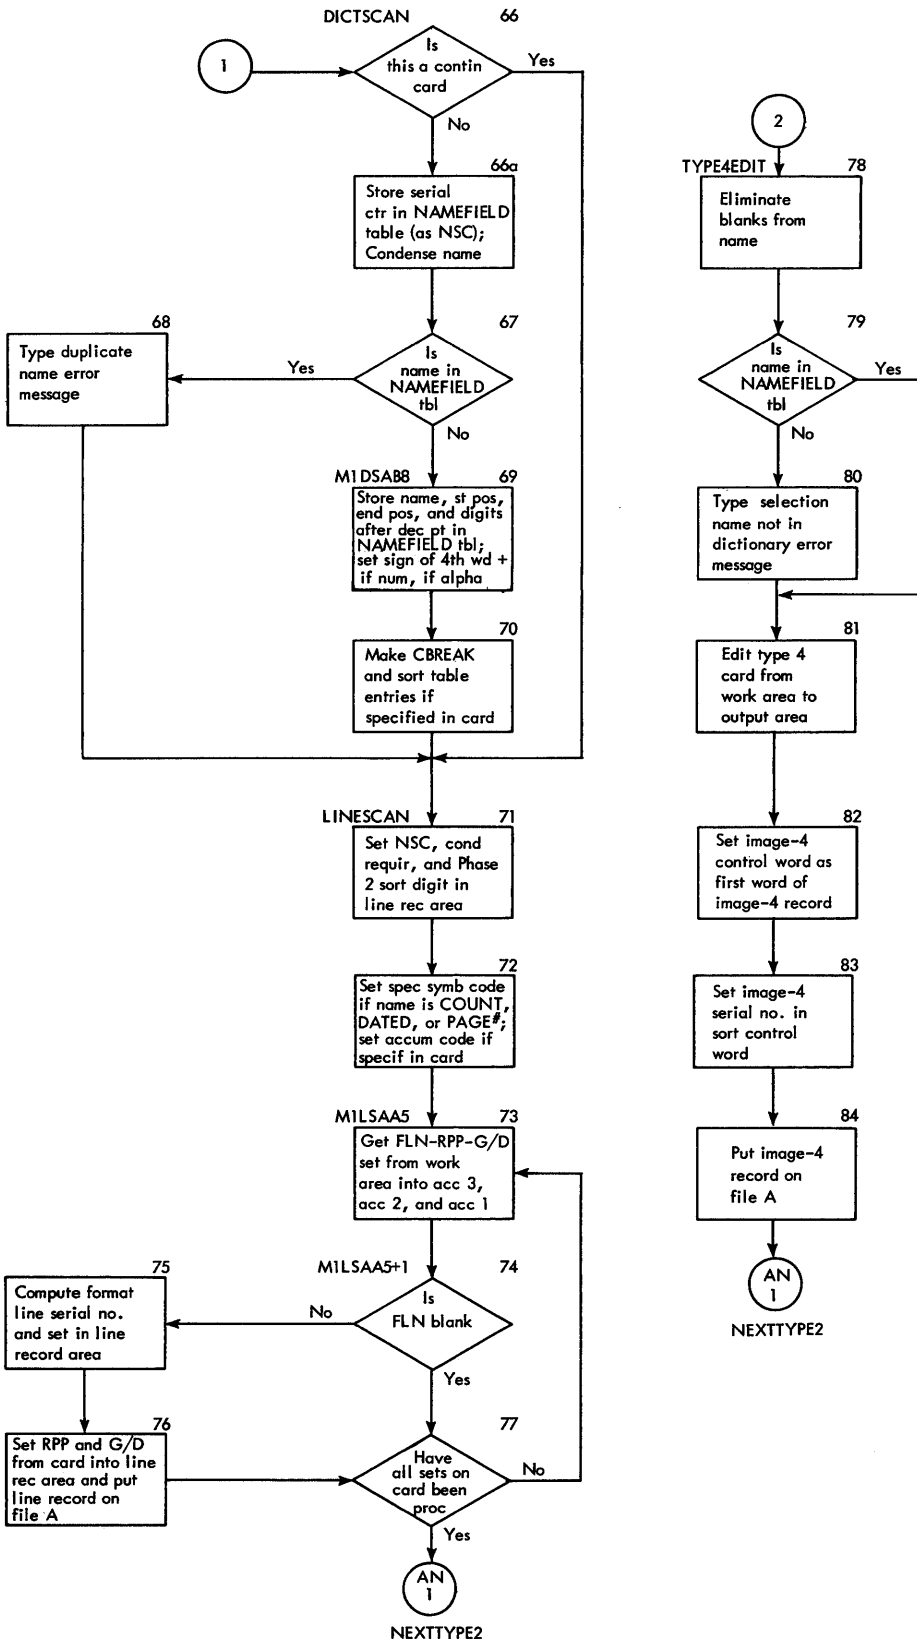 DICTSCAN 66
1
Is
this a contin
card
Yes
No
66a
Store serial
ctr in NAMEFIELD
table (as NSC);
Condense name
67
Is
name in
NAMEFIELD
tbl
Yes
No
68
Type duplicate
name error
message
M1DSAB8 69
Store name, st pos,
end pos, and digits
after dec pt in
NAMEFIELD tbl;
set sign of 4th wd +
if num, if alpha
70
Make CBREAK
and sort table
entries if
specified in card
LINESCAN 71
Set NSC, cond
requir, and Phase
2 sort digit in
line rec area
72
Set spec symb code
if name is COUNT,
DATED, or PAGE#;
set accum code if
specif in card
M1LSAA5 73
Get FLN-RPP-G/D
set from work
area into acc 3,
acc 2, and acc 1
M1LSAA5+1 74
Is
FLN blank
No
Yes
75
Compute format
line serial no.
and set in line
record area
76
Set RPP and G/D
from card into line
rec area and put
line record on
file A
77
Have
all sets on
card been
proc
No
Yes
AN
1
NEXTTYPE2
2
TYPE4EDIT 78
Eliminate
blanks from
name
79
Is
name in
NAMEFIELD
tbl
Yes
No
80
Type selection
name not in
dictionary error
message
81
Edit type 4
card from
work area to
output area
82
Set image-4
control word as
first word of
image-4 record
83
Set image-4
serial no. in
sort control
word
84
Put image-4
record on
file A
AN
1
NEXTTYPE2